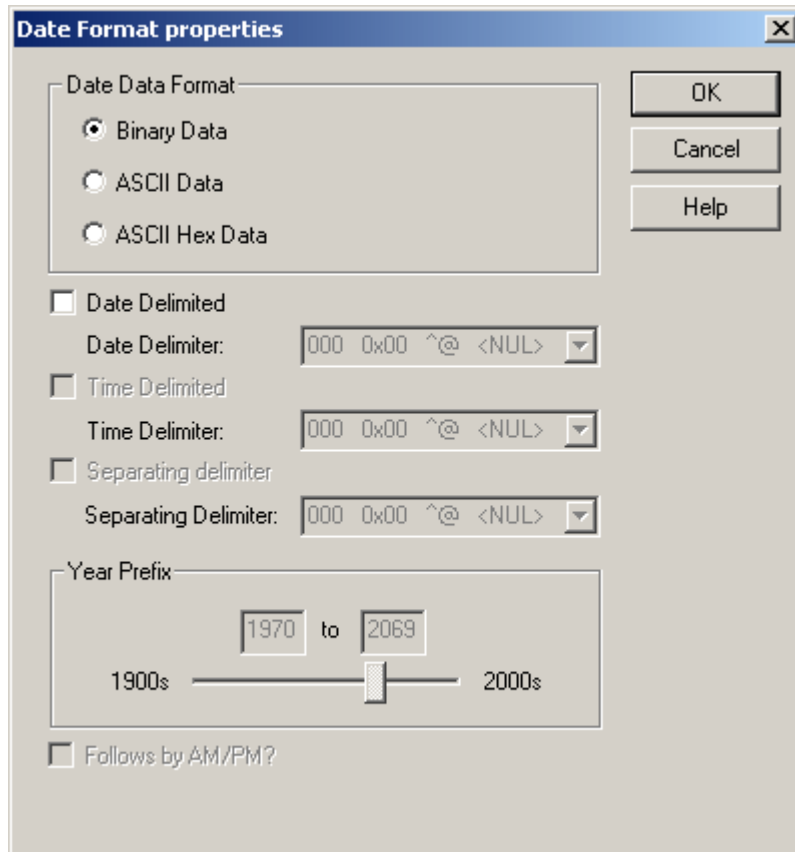 Date Format properties
Date Data Format
OK
Binary Data
Cancel
ASCII Data
Help
ASCII Hex Data
Date Delimited
Date Delimiter: 000 0x00 ^@ <NUL>
Time Delimited
Time Delimiter: 000 0x00 ^@ <NUL>
Separating delimiter
Separating Delimiter: 000 0x00 ^@ <NUL>
Year Prefix
1970 to 2069
1900s 2000s
Follows by AM/PM?